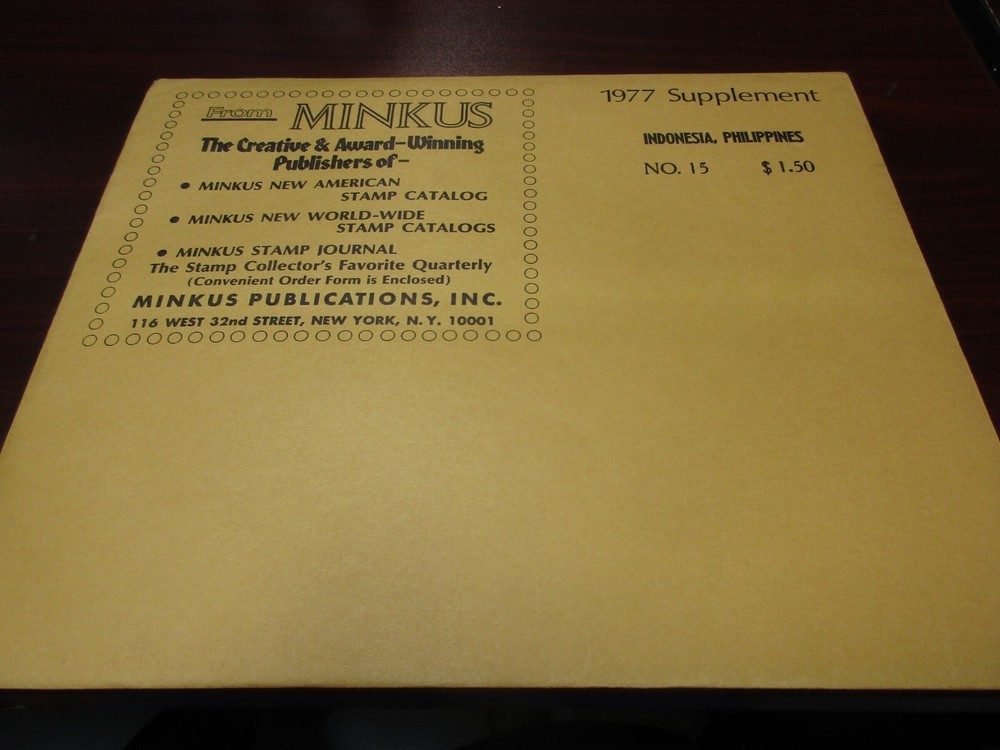 From MINKUS
The Creative & Award-Winning
Publishers of-
• MINKUS NEW AMERICAN
STAMP CATALOG
• MINKUS NEW WORLD-WIDE
STAMP CATALOGS
• MINKUS STAMP JOURNAL
The Stamp Collector's Favorite Quarterly
(Convenient Order Form is Enclosed)
MINKUS PUBLICATIONS, INC.
116 WEST 32nd STREET, NEW YORK, N. Y. 10001
1977 Supplement
INDONESIA, PHILIPPINES
NO. 15 $ 1.50